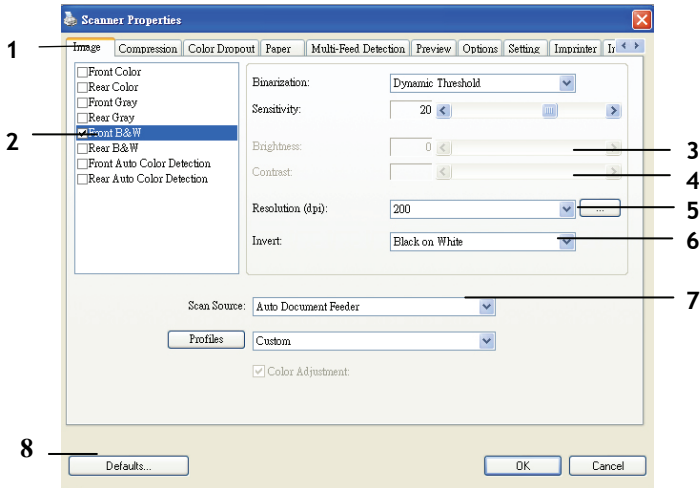 Scanner Properties
1
Image Compression Color Dropout Paper Multi-Feed Detection Preview Options Setting Imprinter
Front Color
Rear Color
Front Gray
Rear Gray
2
Front B&W
Rear B&W
Front Auto Color Detection
Rear Auto Color Detection
Binarization: Dynamic Threshold
Sensitivity: 20
Brightness: 0
3
Contrast:
4
Resolution (dpi): 200 ...
5
Invert: Black on White
6
Scan Source: Auto Document Feeder
7
Profiles Custom
Color Adjustment:
8
Defaults... OK Cancel